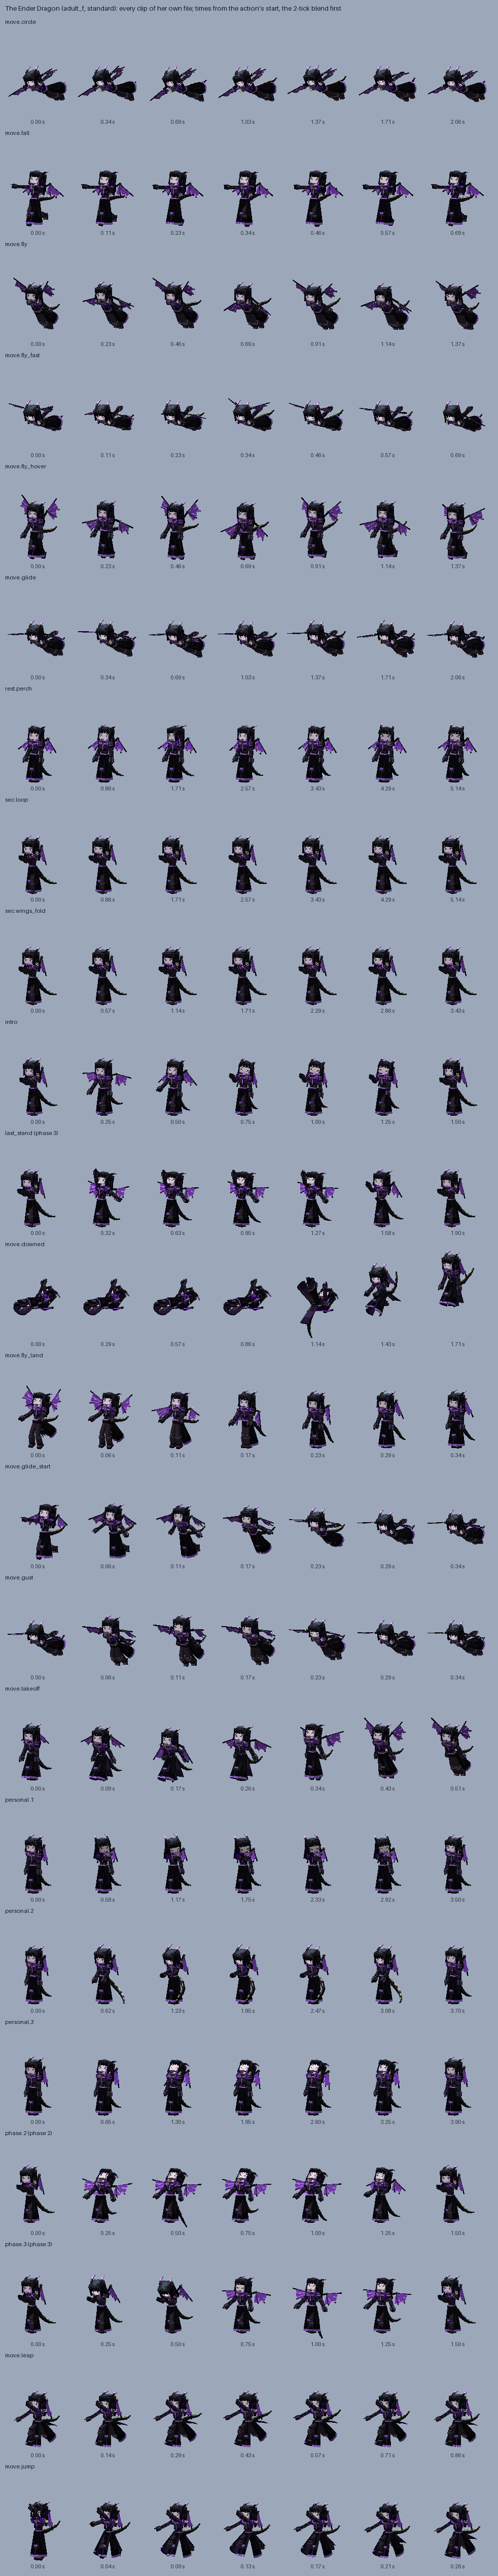 The Ender Dragon (adult_f, standard): every clip of her own file; times from the action's start, the 2-tick blend first
move.circle
0.00 s 0.34 s 0.69 s 1.03 s 1.37 s 1.71 s 2.06 s
move.fall
0.00 s 0.11 s 0.23 s 0.34 s 0.46 s 0.57 s 0.69 s
move.fly
0.00 s 0.23 s 0.46 s 0.69 s 0.91 s 1.14 s 1.37 s
move.fly_fast
0.00 s 0.11 s 0.23 s 0.34 s 0.46 s 0.57 s 0.69 s
move.fly_hover
0.00 s 0.23 s 0.46 s 0.69 s 0.91 s 1.14 s 1.37 s
move.glide
0.00 s 0.34 s 0.69 s 1.03 s 1.37 s 1.71 s 2.06 s
rest.perch
0.00 s 0.86 s 1.71 s 2.57 s 3.43 s 4.29 s 5.14 s
sec.loop
0.00 s 0.86 s 1.71 s 2.57 s 3.43 s 4.29 s 5.14 s
sec.wings_fold
0.00 s 0.57 s 1.14 s 1.71 s 2.29 s 2.86 s 3.43 s
intro
0.00 s 0.25 s 0.50 s 0.75 s 1.00 s 1.25 s 1.50 s
last_stand (phase 3)
0.00 s 0.32 s 0.63 s 0.95 s 1.27 s 1.58 s 1.90 s
move.downed
0.00 s 0.29 s 0.57 s 0.86 s 1.14 s 1.43 s 1.71 s
move.fly_land
0.00 s 0.06 s 0.11 s 0.17 s 0.23 s 0.29 s 0.34 s
move.glide_start
0.00 s 0.06 s 0.11 s 0.17 s 0.23 s 0.29 s 0.34 s
move.gust
0.00 s 0.06 s 0.11 s 0.17 s 0.23 s 0.29 s 0.34 s
move.takeoff
0.00 s 0.09 s 0.17 s 0.26 s 0.34 s 0.43 s 0.51 s
personal.1
0.00 s 0.58 s 1.17 s 1.75 s 2.33 s 2.92 s 3.50 s
personal.2
0.00 s 0.62 s 1.23 s 1.85 s 2.47 s 3.08 s 3.70 s
personal.3
0.00 s 0.65 s 1.30 s 1.95 s 2.60 s 3.25 s 3.90 s
phase.2 (phase 2)
0.00 s 0.25 s 0.50 s 0.75 s 1.00 s 1.25 s 1.50 s
phase.3 (phase 3)
0.00 s 0.25 s 0.50 s 0.75 s 1.00 s 1.25 s 1.50 s
move.leap
0.00 s 0.14 s 0.29 s 0.43 s 0.57 s 0.71 s 0.86 s
move.jump
0.00 s 0.04 s 0.09 s 0.13 s 0.17 s 0.21 s 0.26 s